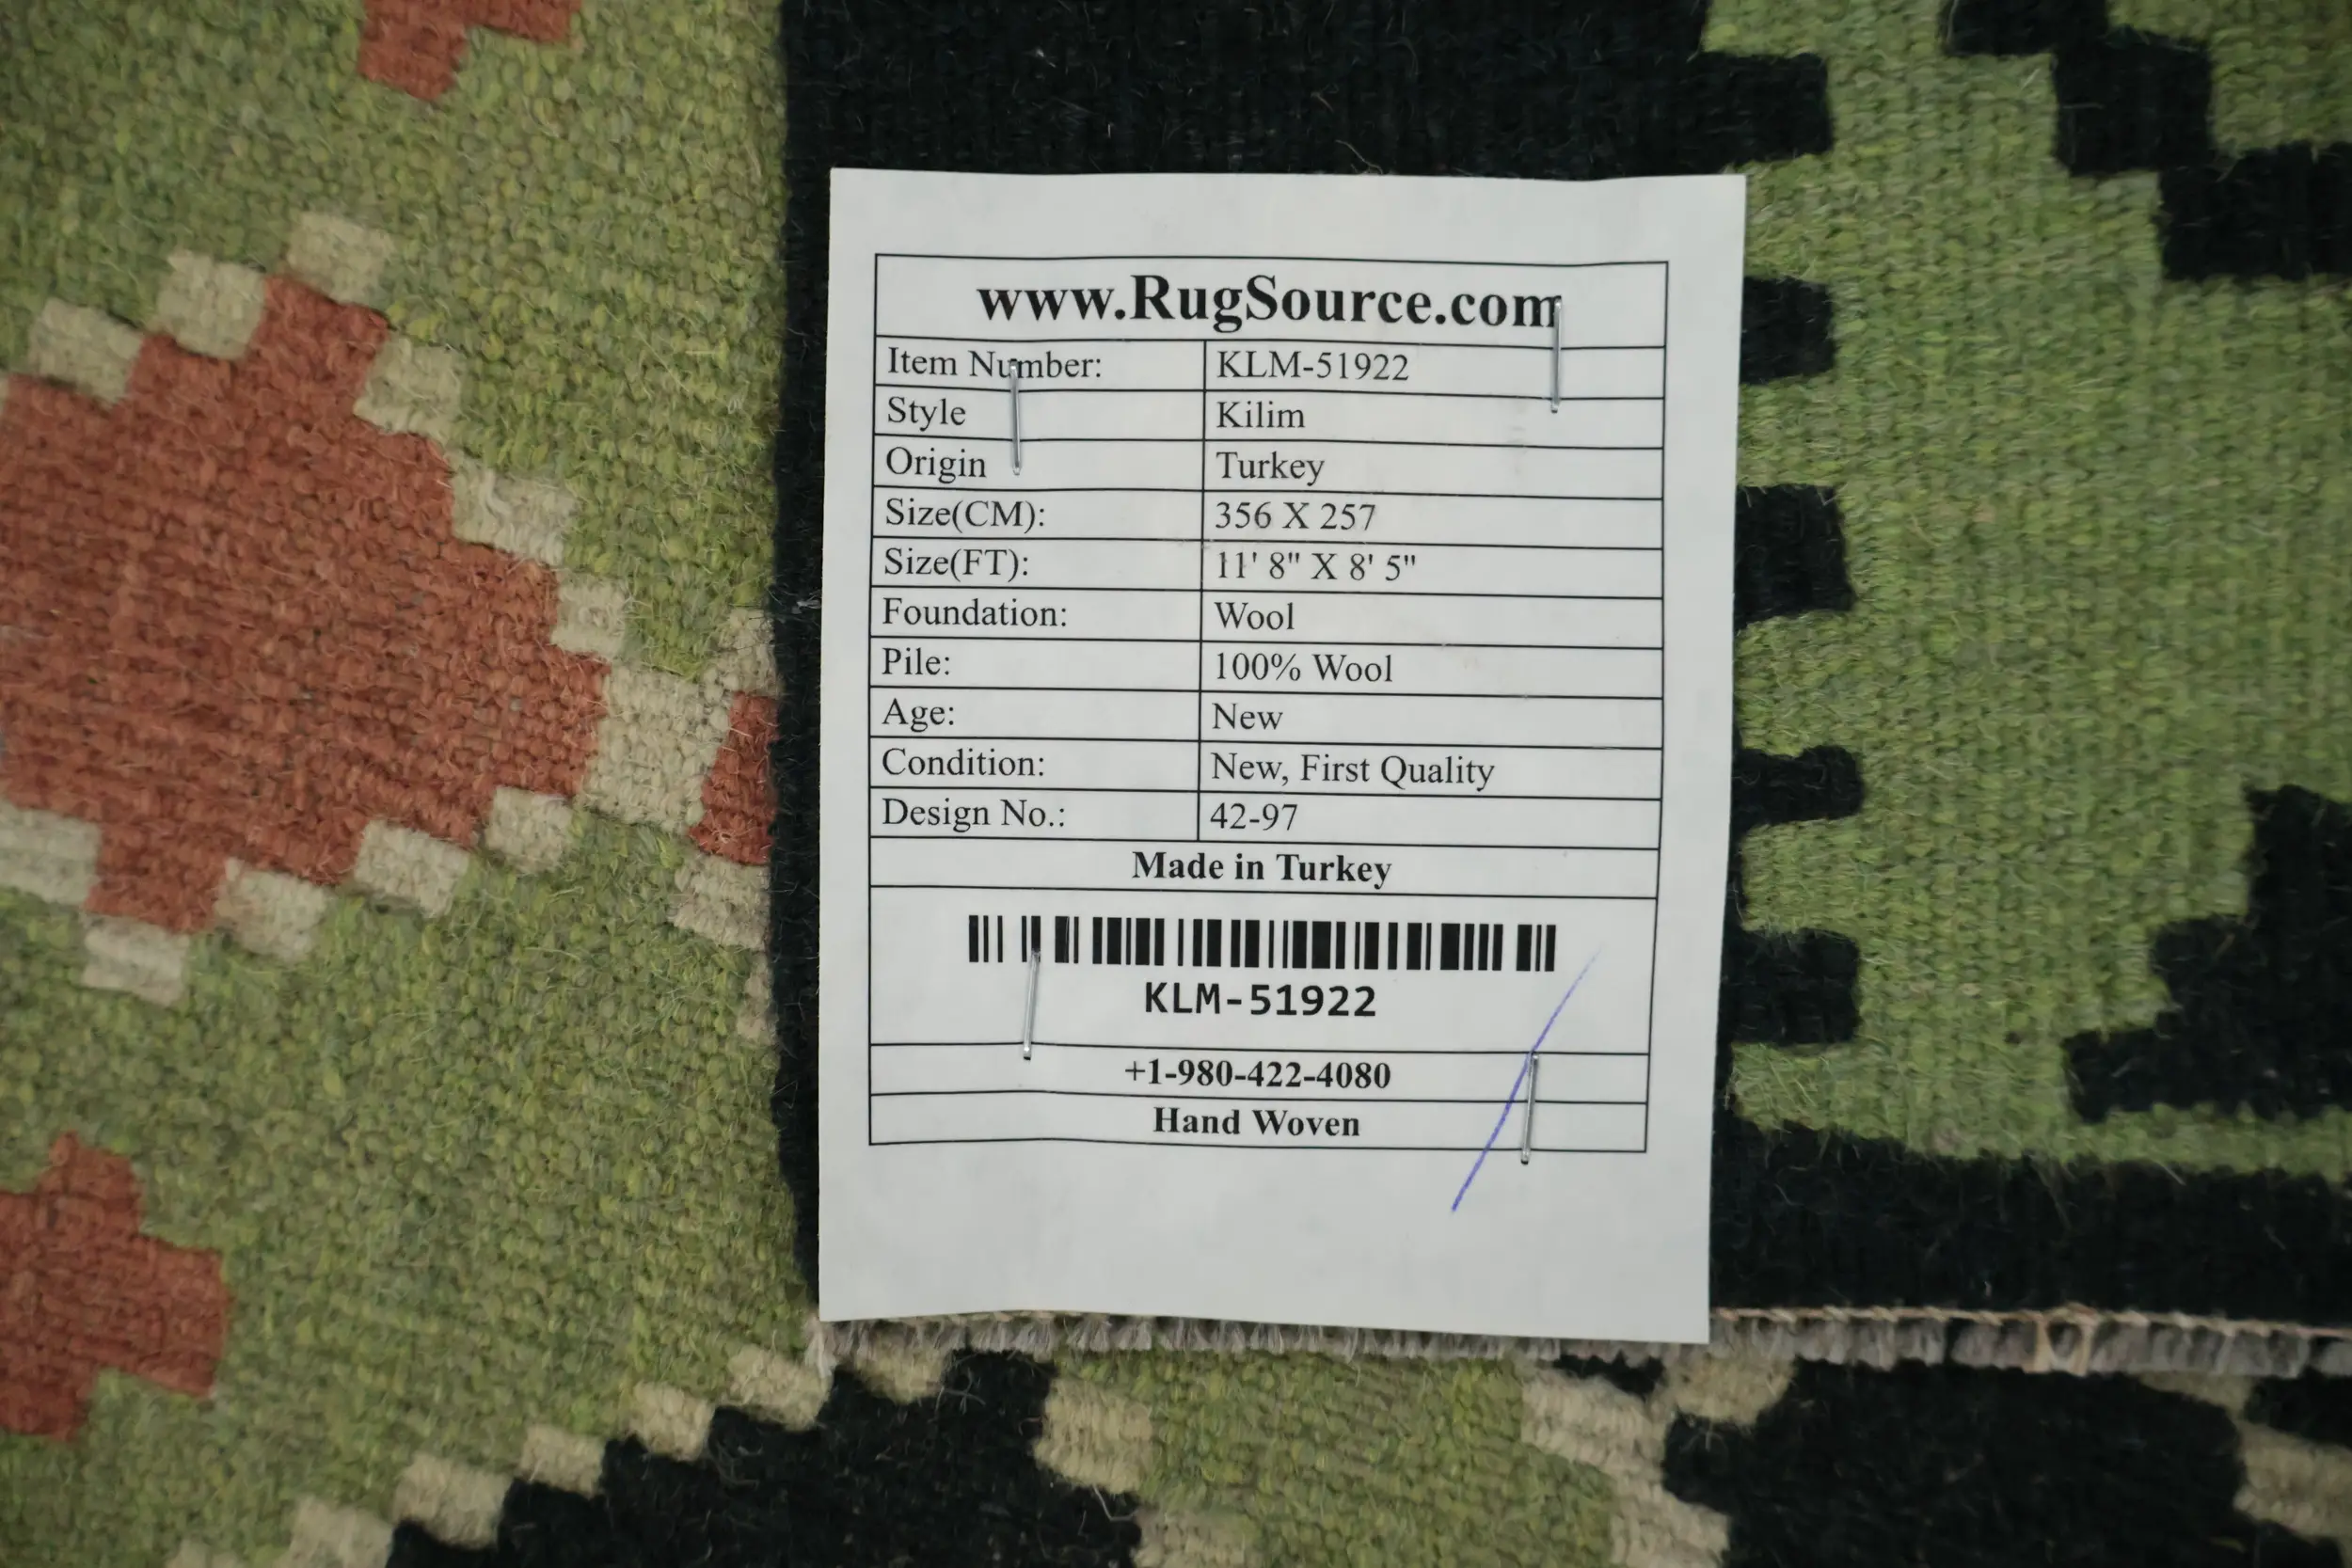 www.RugSource.com
Item Number: KLM-51922
Style Kilim
Origin Turkey
Size(CM): 356 X 257
Size(FT): 11' 8" X 8' 5"
Foundation: Wool
Pile: 100% Wool
Age: New
Condition: New, First Quality
Design No.: 42-97
Made in Turkey
KLM-51922
+1-980-422-4080
Hand Woven